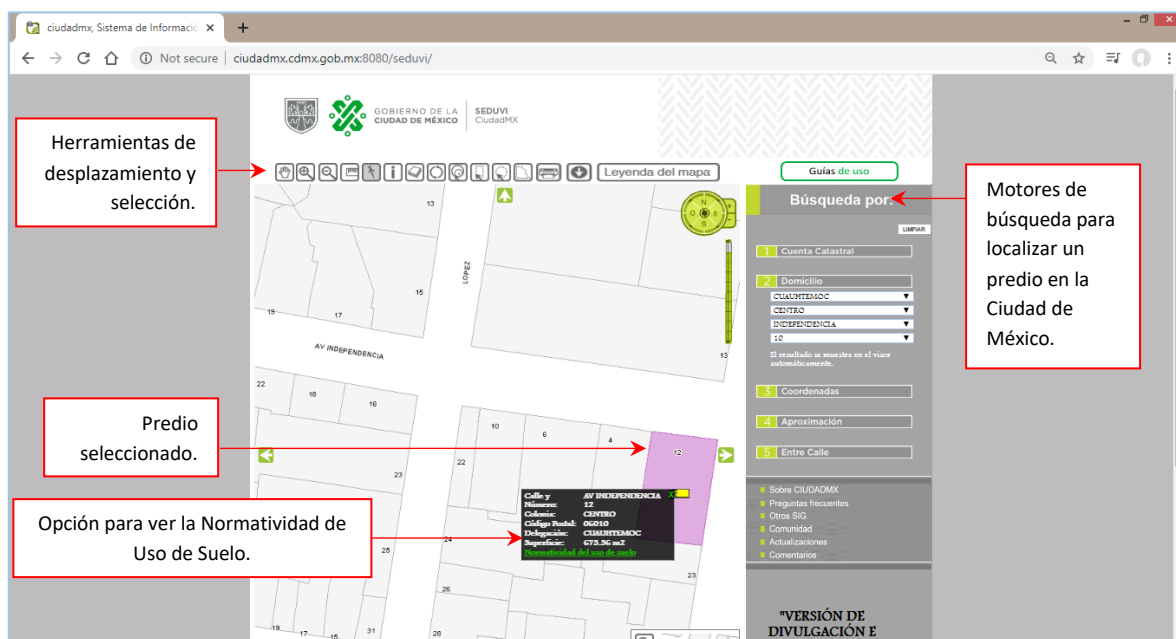 ciudadmx, Sistema de Informació
Not secure | ciudadmx.cdmx.gob.mx:8080/seduvi/
GOBIERNO DE LA
CIUDAD DE MÉXICO
SEDUVI
CiudadMX
Herramientas de
desplazamiento y
selección.
Leyenda del mapa
Guías de uso
Búsqueda por:
LIMPIAR
1 Cuenta Catastral
2 Domicilio
CUAUHTEMOC
CENTRO
INDEPENDENCIA
10
El resultado se muestra en el visor
automáticamente.
3 Coordenadas
4 Aproximación
5 Entre Calle
Sobre CIUDADMX
Preguntas frecuentes
Otros SIG
Comunidad
Actualizaciones
Comentarios
"VERSIÓN DE
DIVULGACIÓN E
Motores de
búsqueda para
localizar un
predio en la
Ciudad de
México.
N
O
E
S
13
LOPEZ
15
19
17
AV INDEPENDENCIA
13
22
18
16
10
6
4
12
Predio
seleccionado.
23
22
Calle y AV INDEPENDENCIA X
Número: 12
Colonia: CENTRO
Código Postal: 06010
Delegación: CUAUHTEMOC
Superficie: 673.56 m2
Normatividad del uso de suelo
Opción para ver la Normatividad de
Uso de Suelo.
24
25
23
26
19
17
15
31
28